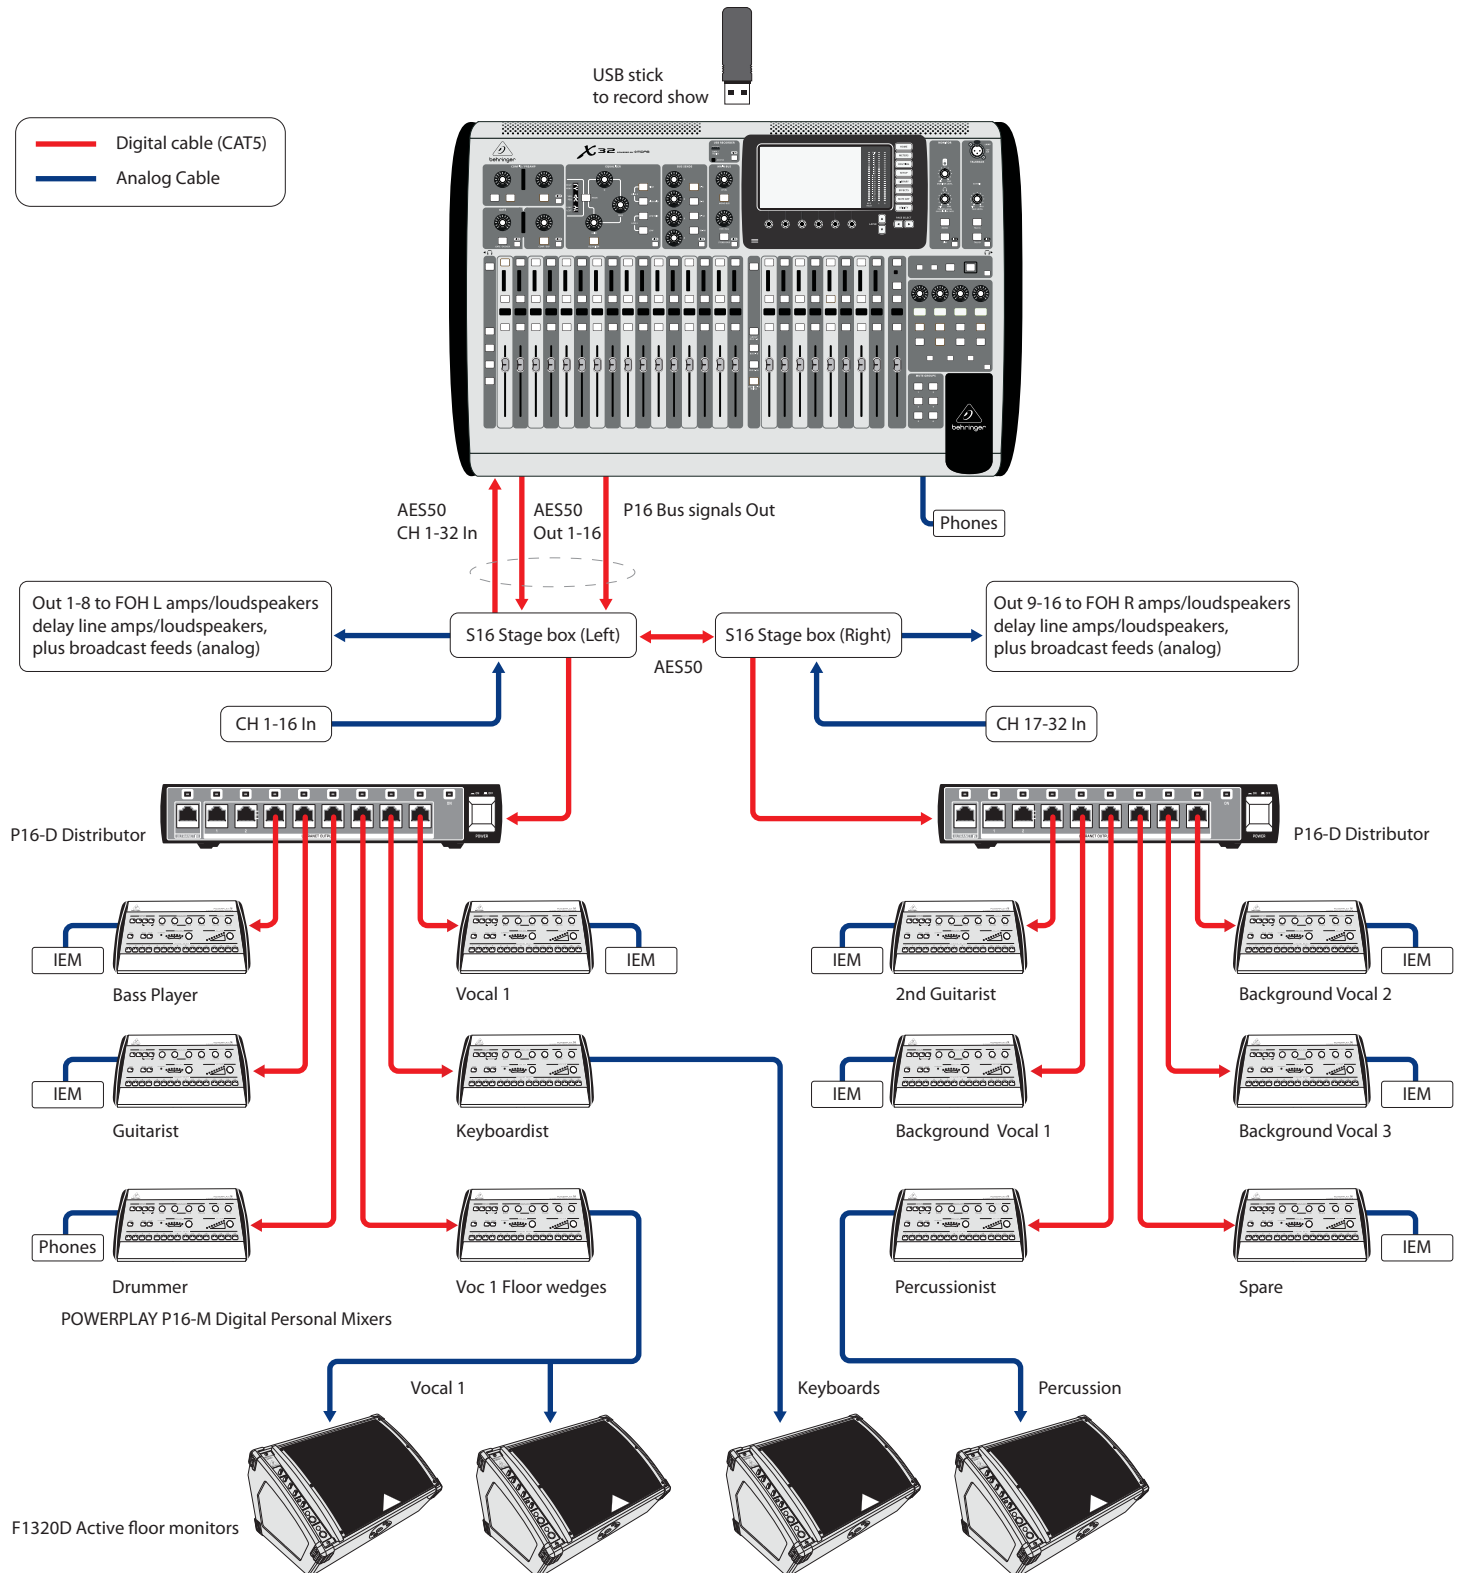 USB stick
to record show
Digital cable (CAT5)
Analog Cable
behringer
X32
behringer
AES50
CH 1-32 In
AES50
Out 1-16
P16 Bus signals Out
Phones
Out 1-8 to FOH L amps/loudspeakers
delay line amps/loudspeakers,
plus broadcast feeds (analog)
S16 Stage box (Left)
S16 Stage box (Right)
Out 9-16 to FOH R amps/loudspeakers
delay line amps/loudspeakers,
plus broadcast feeds (analog)
AES50
CH 1-16 In
CH 17-32 In
P16-D Distributor
POWER
POWER
P16-D Distributor
IEM
Bass Player
Vocal 1
IEM
IEM
2nd Guitarist
Background Vocal 2
IEM
IEM
Guitarist
Keyboardist
IEM
Background Vocal 1
Background Vocal 3
IEM
Phones
Drummer
Voc 1 Floor wedges
Percussionist
Spare
IEM
POWERPLAY P16-M Digital Personal Mixers
Vocal 1
Keyboards
Percussion
F1320D Active floor monitors